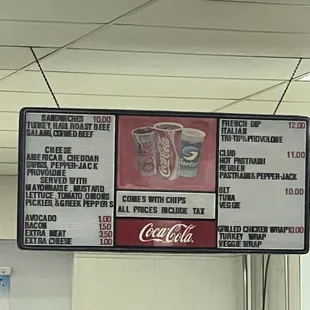 SANDWICHES 10.00
TURKEY, HAM, ROAST BEEF
SALAMI, CORNED BEEF
CHEESE
AMERICAN, CHEDDAR
SWISS, PEPPER-JACK
PROVOLONE
SERVED WITH
MAYONNAISE, MUSTARD
LETTUCE, TOMATO, ONIONS
PICKLES, & GREEK PEPPERS
AVOCADO 1.00
BACON 1.50
EXTRA MEAT 3.50
EXTRA CHEESE 1.00
Coca-Cola
COMES WITH CHIPS
ALL PRICES INCLUDE TAX
Coca-Cola
FRENCH DIP 12.00
ITALIAN
TRI-TIP & PROVOLONE
CLUB 11.00
HOT PASTRAMI
REUBEN
PASTRAMI & PEPPER-JACK
BLT 10.00
TUNA
VEGGIE
GRILLED CHICKEN WRAP 10.00
TURKEY WRAP
VEGGIE WRAP